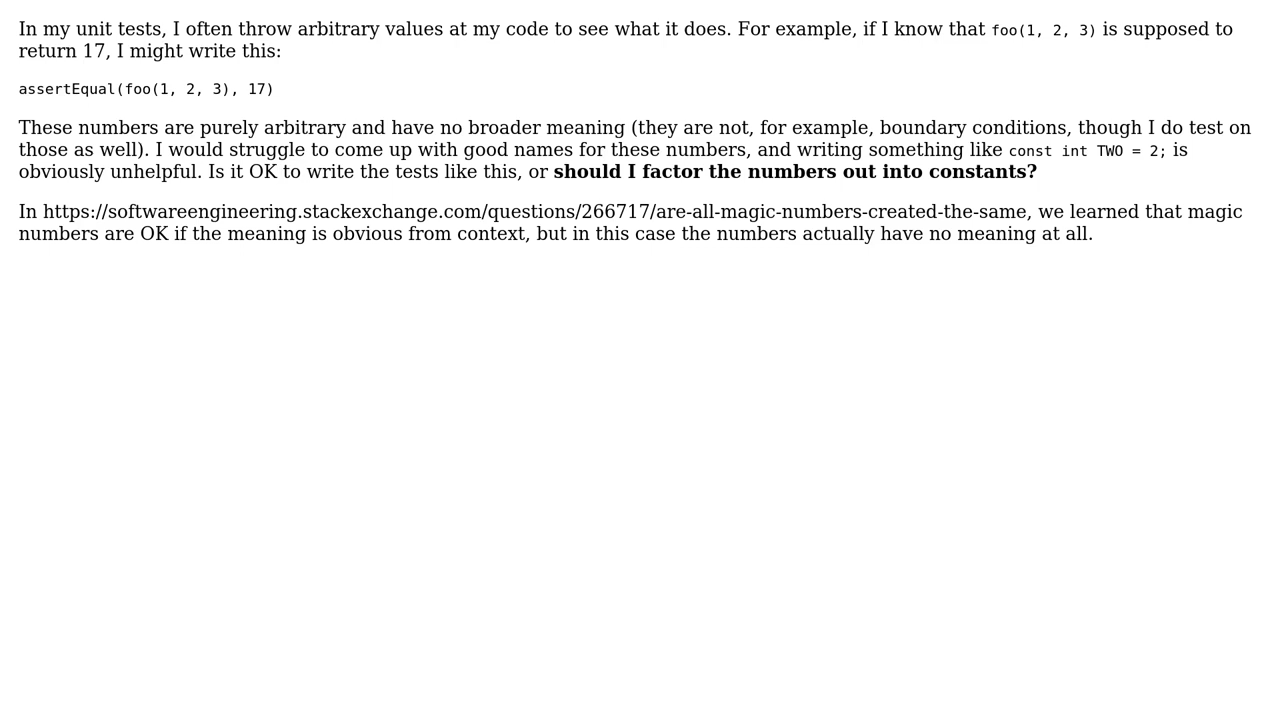 In my unit tests, I often throw arbitrary values at my code to see what it does. For example, if I know that foo(1, 2, 3) is supposed to
return 17, I might write this:
assertEqual(foo(1, 2, 3), 17)
These numbers are purely arbitrary and have no broader meaning (they are not, for example, boundary conditions, though I do test on
those as well). I would struggle to come up with good names for these numbers, and writing something like const int TWO = 2; is
obviously unhelpful. Is it OK to write the tests like this, or should I factor the numbers out into constants?
In https://softwareengineering.stackexchange.com/questions/266717/are-all-magic-numbers-created-the-same, we learned that magic
numbers are OK if the meaning is obvious from context, but in this case the numbers actually have no meaning at all.